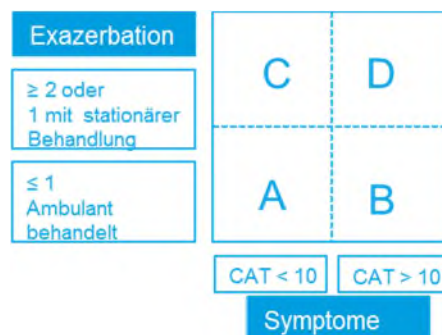 Exazerbation
≥ 2 oder
1 mit stationärer
Behandlung
≤ 1
Ambulant
behandelt
C D
A B
CAT < 10 CAT > 10
Symptome